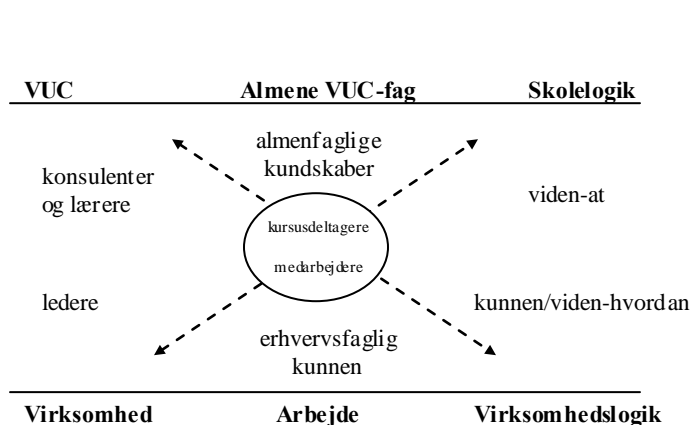 VUC Almene VUC-fag Skolelogik
almenfaglige
kundskaber
konsulenter
og lærere
viden-at
kursusdeltagere
medarbejdere
ledere
kunnen/viden-hvordan
erhvervsfaglig
kunnen
Virksomhed Arbejde Virksomhedslogik